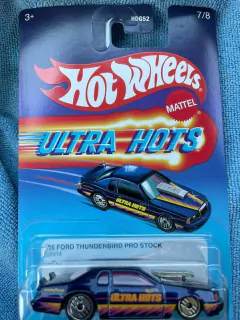 3+
HDG52
7/8
Hot Wheels
MATTEL
ULTRA HOTS
ULTRA HOTS
'86 FORD THUNDERBIRD PRO STOCK
ULTRA HOTS